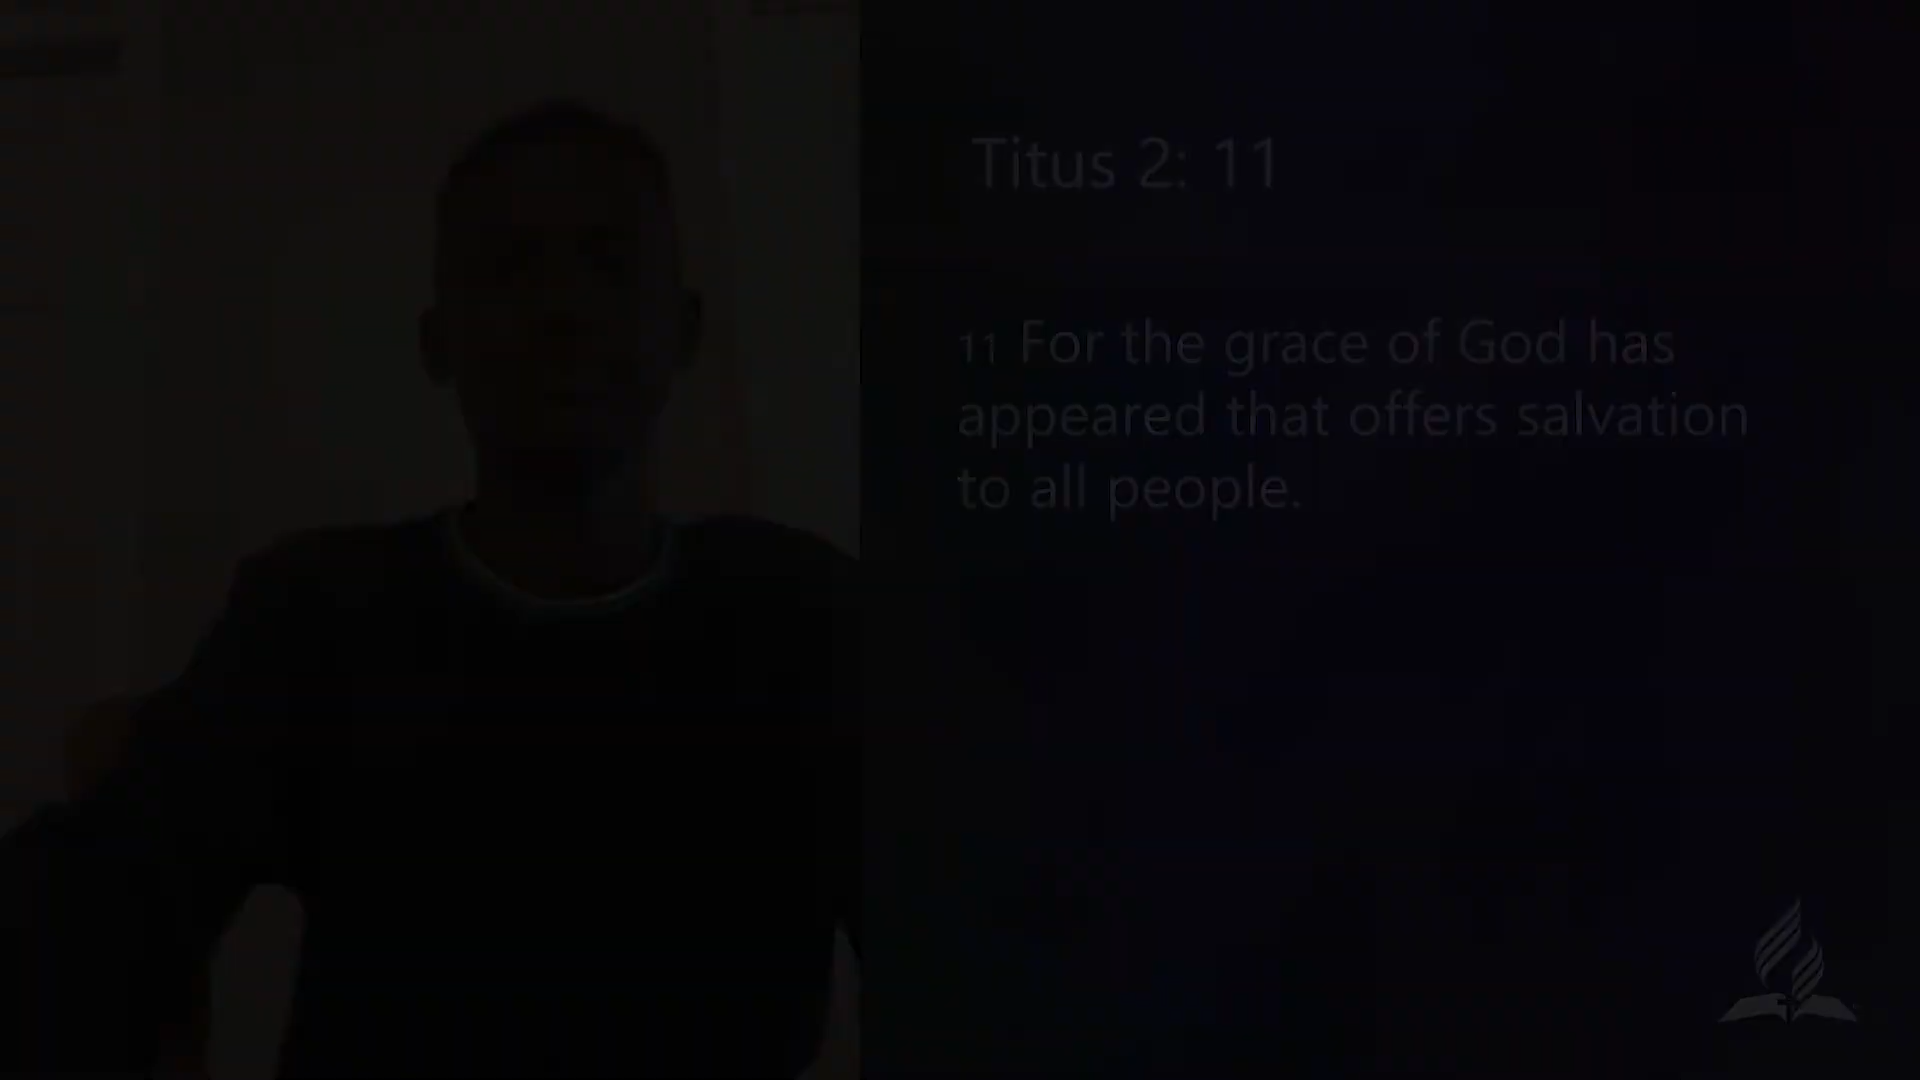 Titus 2: 11
11 For the grace of God has
appeared that offers salvation
to all people.